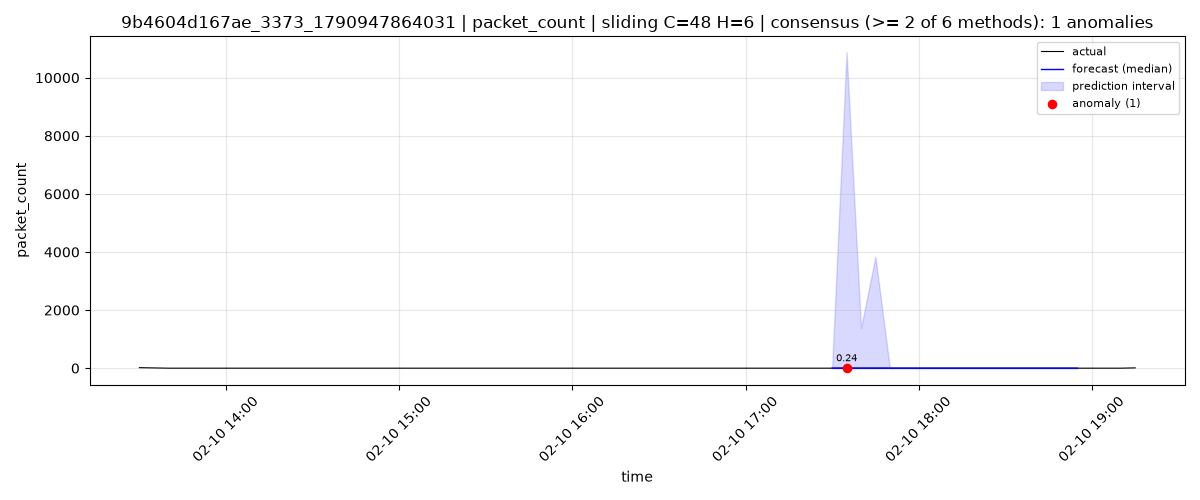 9b4604d167ae_3373_1790947864031 | packet_count | sliding C=48 H=6 | consensus (>= 2 of 6 methods): 1 anomalies
actual
forecast (median)
prediction interval
anomaly (1)
packet_count
10000
8000
6000
4000
2000
0
0.24
02-10 14:00
02-10 15:00
02-10 16:00
02-10 17:00
02-10 18:00
02-10 19:00
time